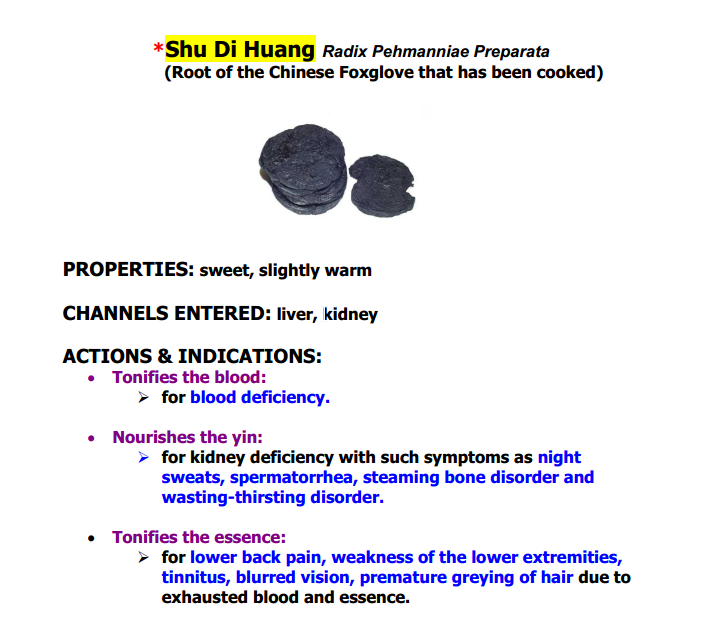 *Shu Di Huang Radix Pehmanniae Preparata
(Root of the Chinese Foxglove that has been cooked)
PROPERTIES: sweet, slightly warm
CHANNELS ENTERED: liver, kidney
ACTIONS & INDICATIONS:
• Tonifies the blood:
➢ for blood deficiency.
• Nourishes the yin:
➢ for kidney deficiency with such symptoms as night
sweats, spermatorrhea, steaming bone disorder and
wasting-thirsting disorder.
• Tonifies the essence:
➢ for lower back pain, weakness of the lower extremities,
tinnitus, blurred vision, premature greying of hair due to
exhausted blood and essence.